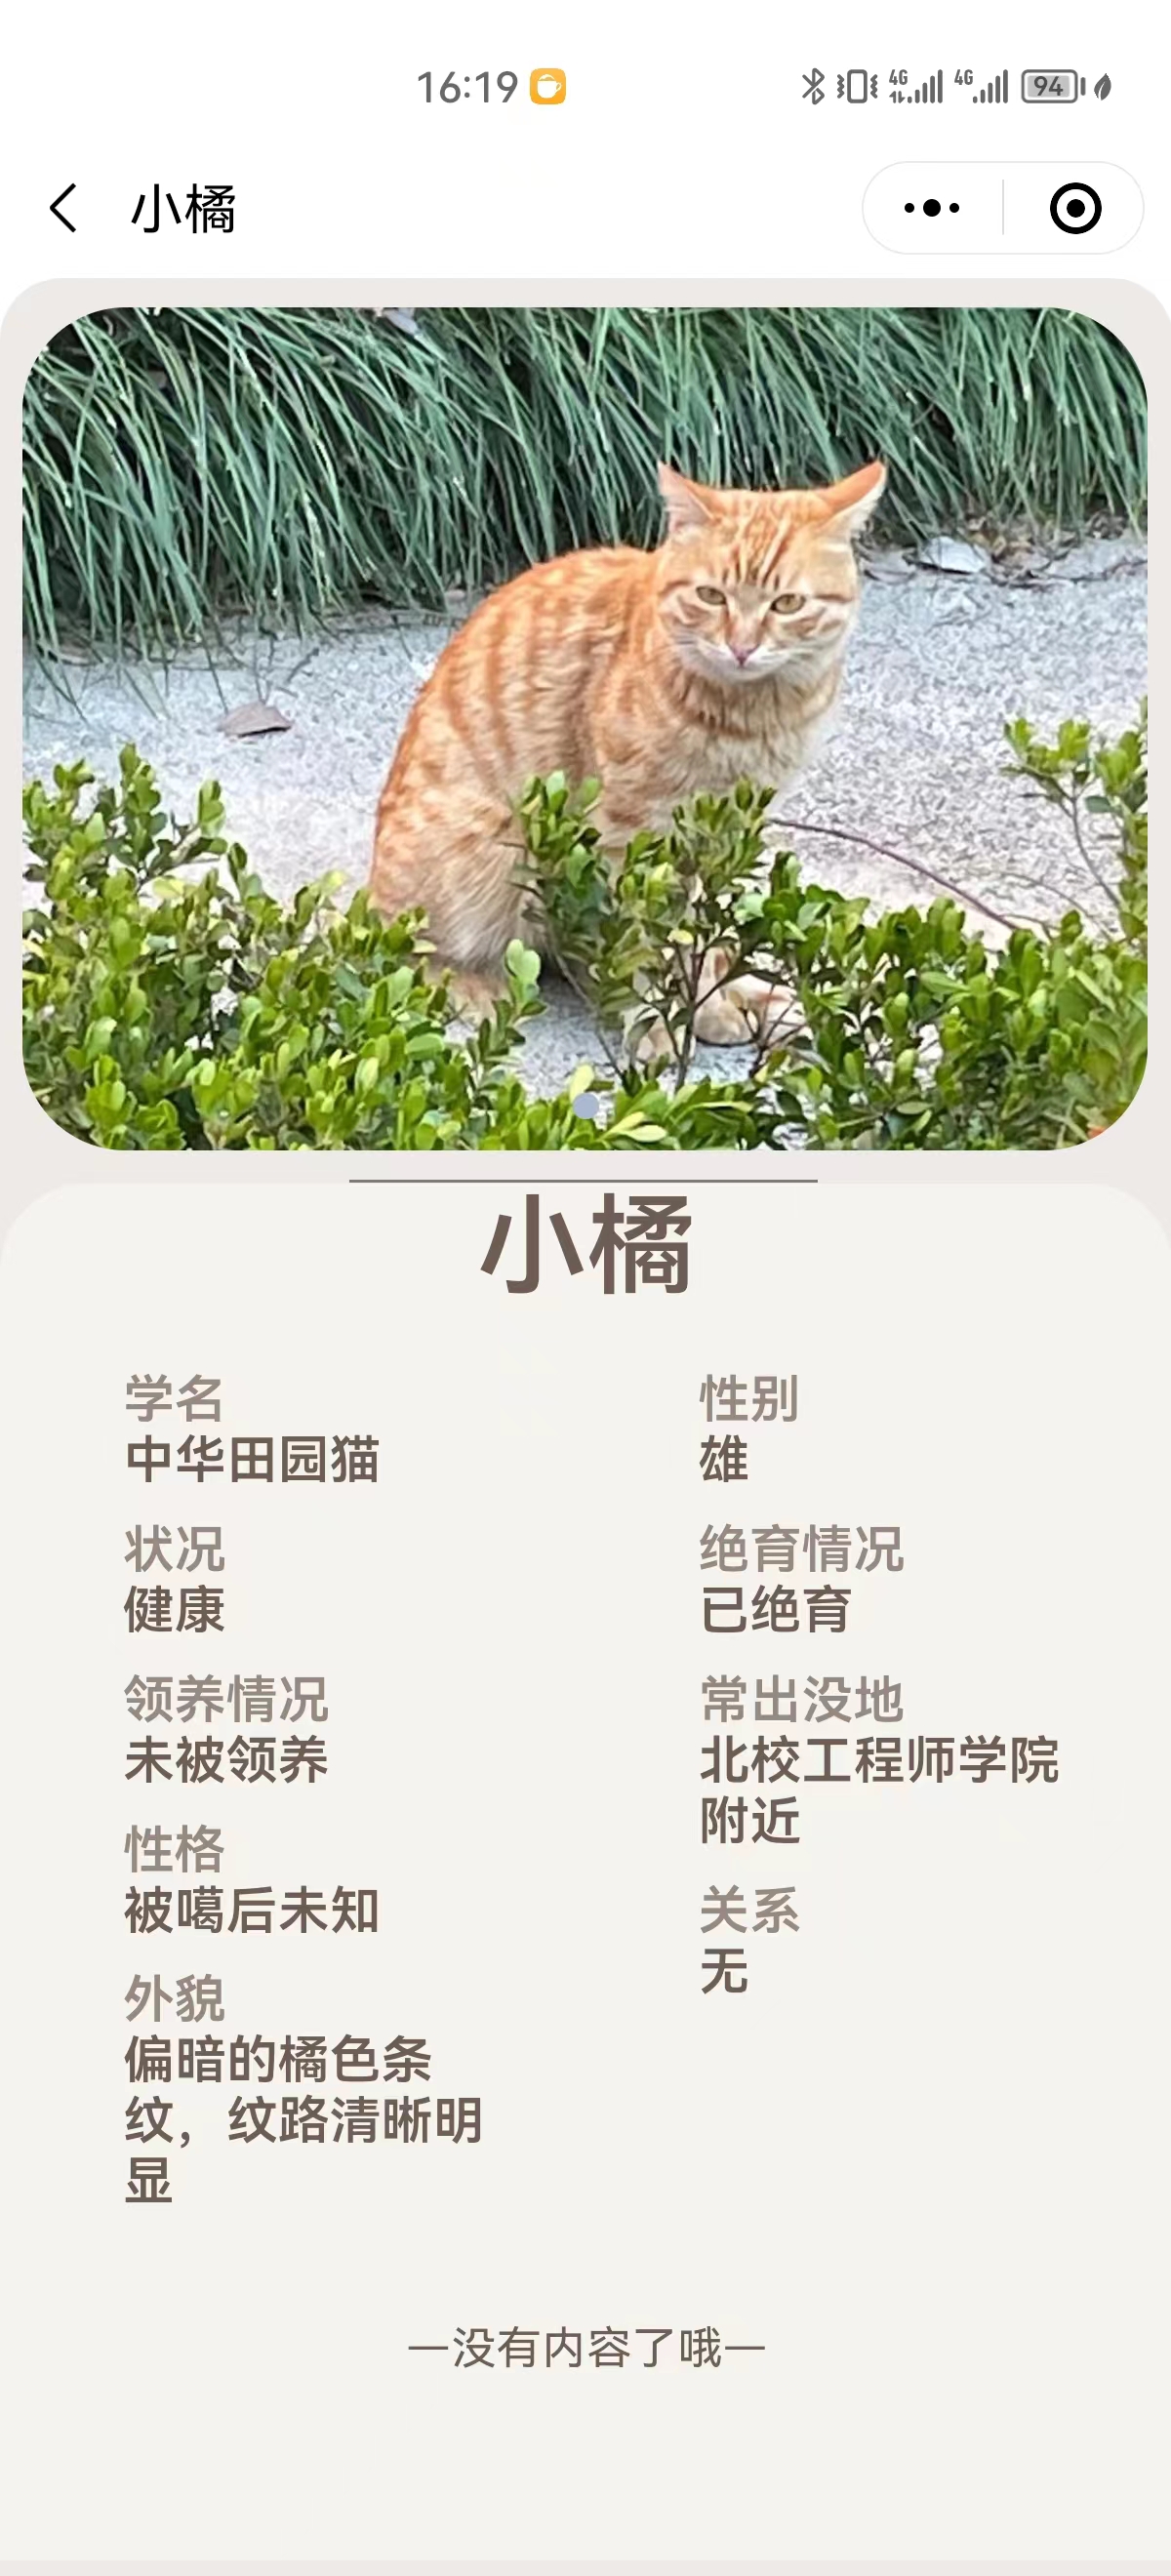 16:19
4G
4G
94
小橘
小橘
学名
中华田园猫
性别
雄
状况
健康
绝育情况
已绝育
领养情况
未被领养
常出没地
北校工程师学院
附近
性格
被噶后未知
关系
无
外貌
偏暗的橘色条
纹，纹路清晰明
显
—没有内容了哦—